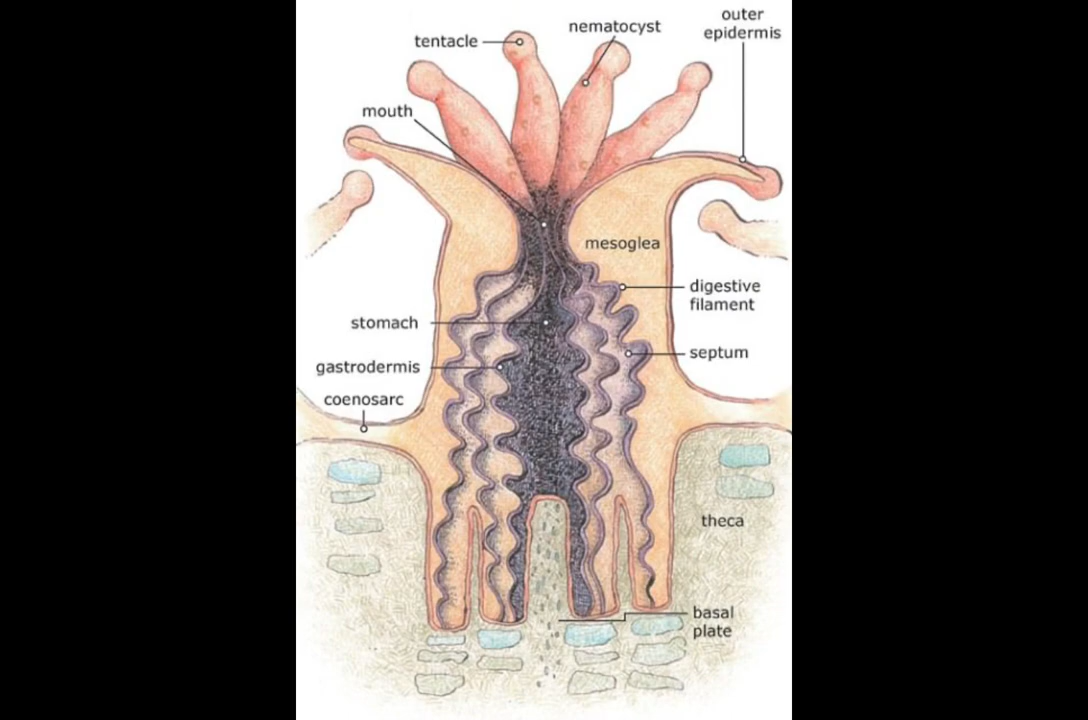 outer
epidermis
nematocyst
tentacle
mouth
mesoglea
digestive
filament
stomach
septum
gastrodermis
coenosarc
theca
basal
plate